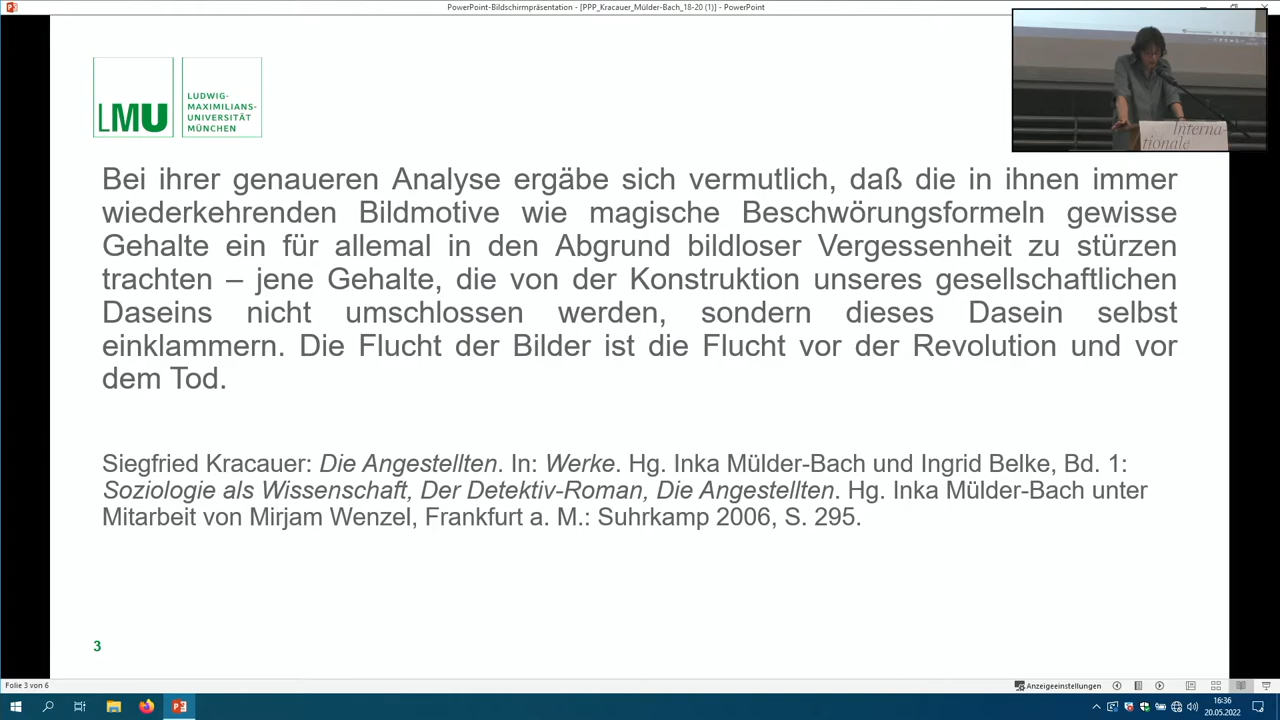 PowerPoint-Bildschirmpräsentation - [PPP_Kracauer_Mülder-Bach_18-20 (1)] - PowerPoint
Interna-
tionale
LMU
LUDWIG-
MAXIMILIANS-
UNIVERSITÄT
MÜNCHEN
Bei ihrer genaueren Analyse ergäbe sich vermutlich, daß die in ihnen immer
wiederkehrenden Bildmotive wie magische Beschwörungsformeln gewisse
Gehalte ein für allemal in den Abgrund bildloser Vergessenheit zu stürzen
trachten – jene Gehalte, die von der Konstruktion unseres gesellschaftlichen
Daseins nicht umschlossen werden, sondern dieses Dasein selbst
einklammern. Die Flucht der Bilder ist die Flucht vor der Revolution und vor
dem Tod.
Siegfried Kracauer: Die Angestellten. In: Werke. Hg. Inka Mülder-Bach und Ingrid Belke, Bd. 1:
Soziologie als Wissenschaft, Der Detektiv-Roman, Die Angestellten. Hg. Inka Mülder-Bach unter
Mitarbeit von Mirjam Wenzel, Frankfurt a. M.: Suhrkamp 2006, S. 295.
3
Folie 3 von 6
Anzeigeeinstellungen
16:36
20.05.2022